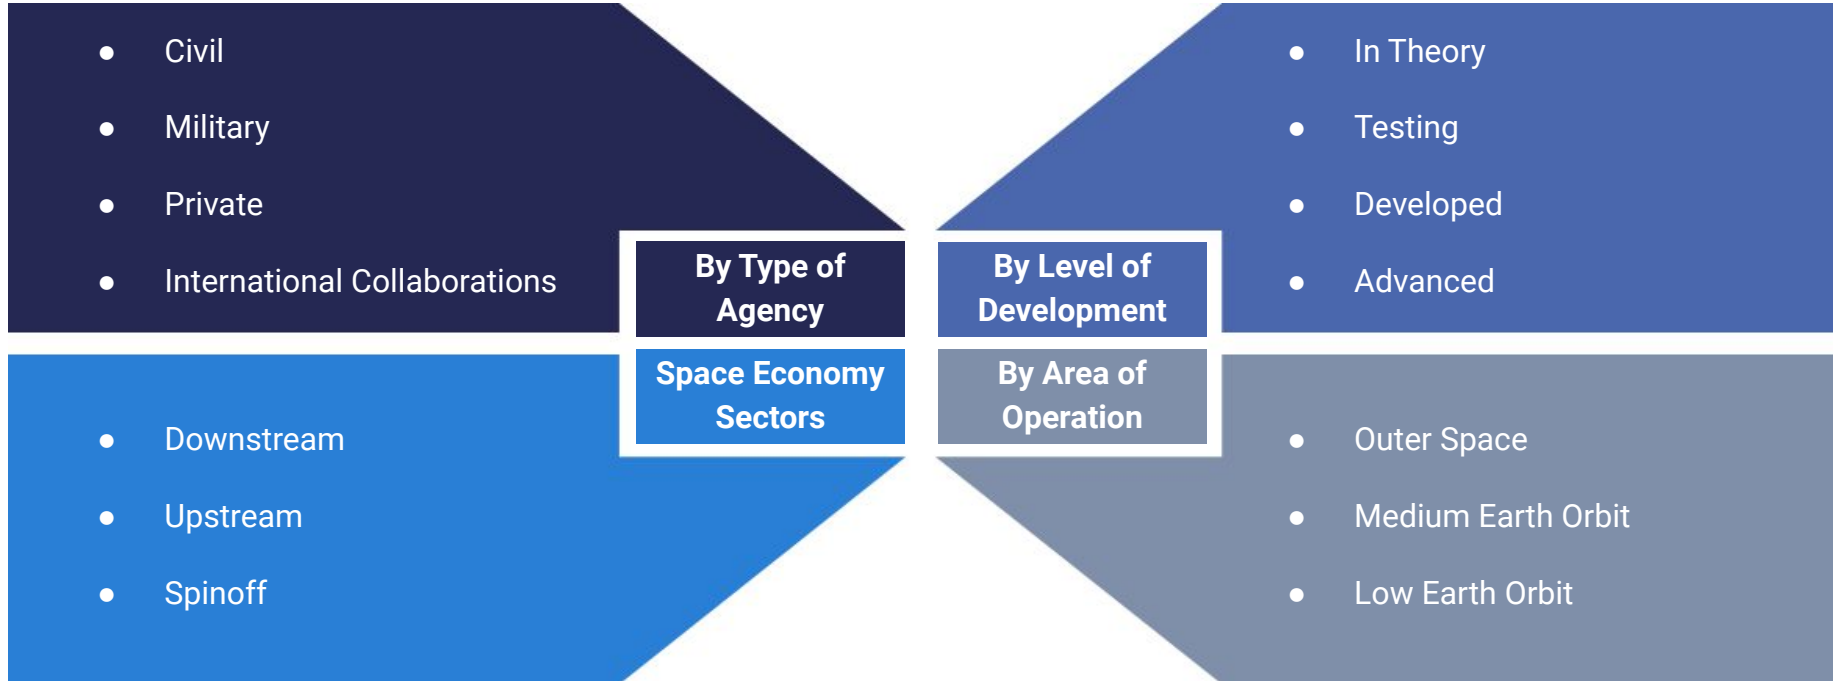 ● Civil
● Military
● Private
● International Collaborations
By Type of
Agency
● In Theory
● Testing
● Developed
● Advanced
By Level of
Development
Space Economy
Sectors
● Downstream
● Upstream
● Spinoff
By Area of
Operation
● Outer Space
● Medium Earth Orbit
● Low Earth Orbit